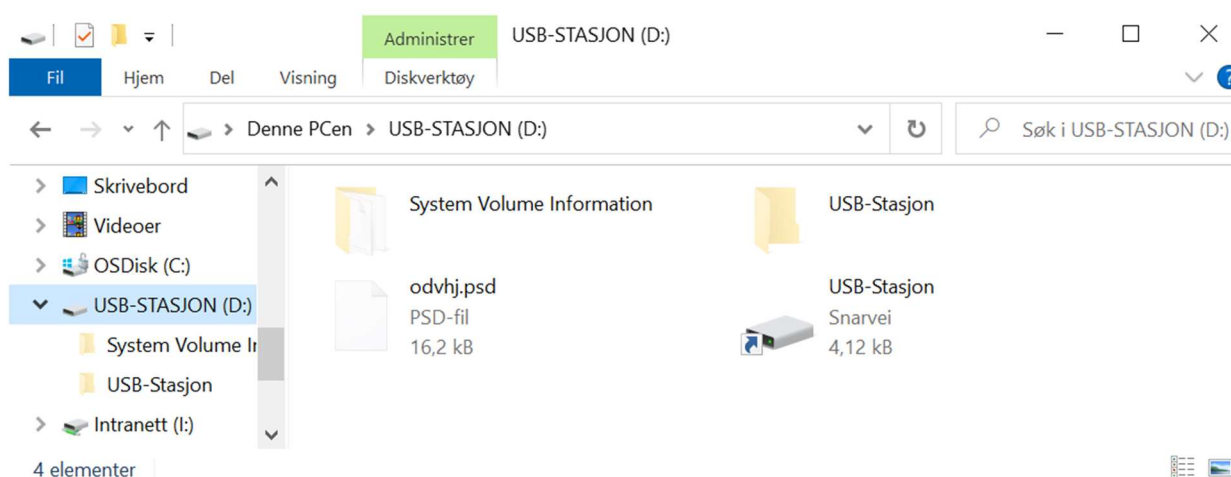 Administrer USB-STASJON (D:)
Fil Hjem Del Visning Diskverktøy
Denne PCen USB-STASJON (D:) Søk i USB-STASJON (D:)
Skrivebord
Videoer
OSDisk (C:)
USB-STASJON (D:)
System Volume Ir
USB-Stasjon
Intranett (I:)
System Volume Information
USB-Stasjon
odvhj.psd
PSD-fil
16,2 kB
USB-Stasjon
Snarvei
4,12 kB
4 elementer